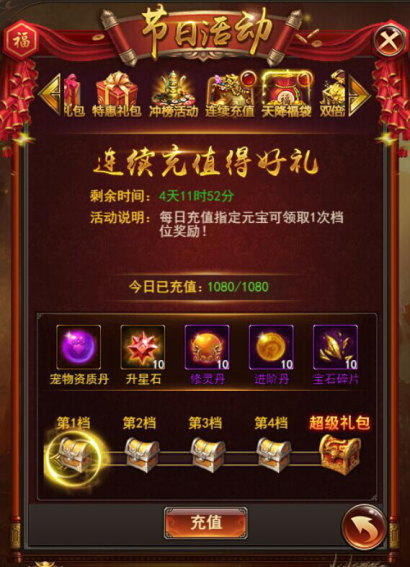 节日活动
福
礼包 特惠礼包 冲榜活动 连续充值 天降福袋 双倍
连续充值得好礼
剩余时间：4天11时52分
活动说明：每日充值指定元宝可领取1次档
位奖励！
今日已充值：1080/1080
10 10 10 10
宠物资质丹 升星石 修灵丹 进阶丹 宝石碎片
第1档 第2档 第3档 第4档 超级礼包
充值